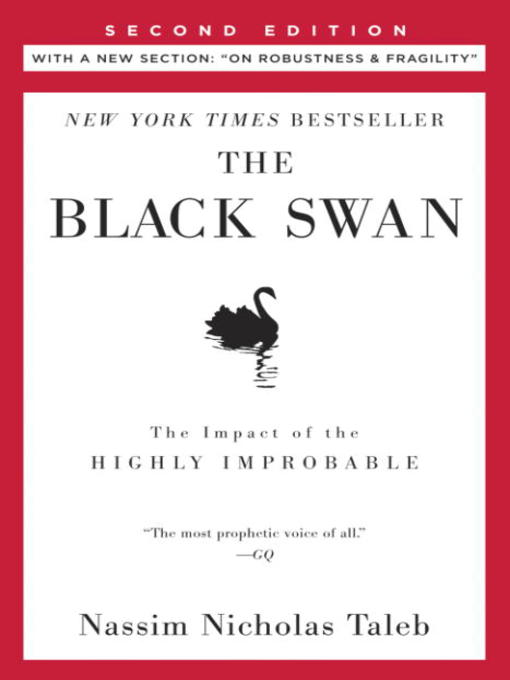 SECOND EDITION
WITH A NEW SECTION: “ON ROBUSTNESS & FRAGILITY”
NEW YORK TIMES BESTSELLER
THE
BLACK SWAN
The Impact of the
HIGHLY IMPROBABLE
“The most prophetic voice of all.”
—GQ
Nassim Nicholas Taleb